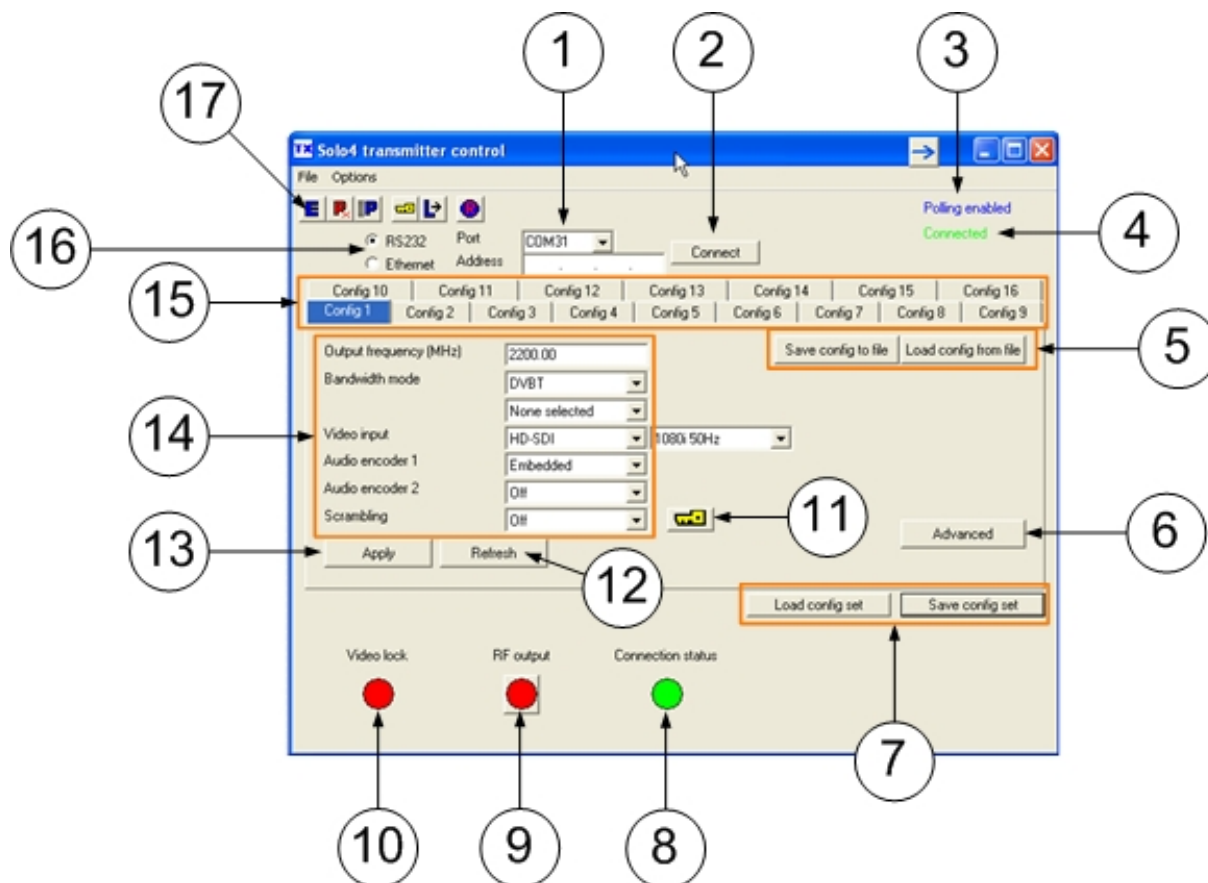 1
2
3
17
TX Solo4 transmitter control
File Options
E P P L R
Polling enabled
16
RS232 Port COM31
Connected
4
Ethernet Address . . . Connect
15
Config 10 Config 11 Config 12 Config 13 Config 14 Config 15 Config 16
Config 1 Config 2 Config 3 Config 4 Config 5 Config 6 Config 7 Config 8 Config 9
Output frequency (MHz) 2200.00
Save config to file Load config from file
5
Bandwidth mode DVBT
None selected
14
Video input HD-SDI 1080i 50Hz
Audio encoder 1 Embedded
Audio encoder 2 Off
Scrambling Off
11
Advanced
6
13
Apply Refresh
12
Load config set Save config set
Video lock RF output Connection status
7
10
9
8